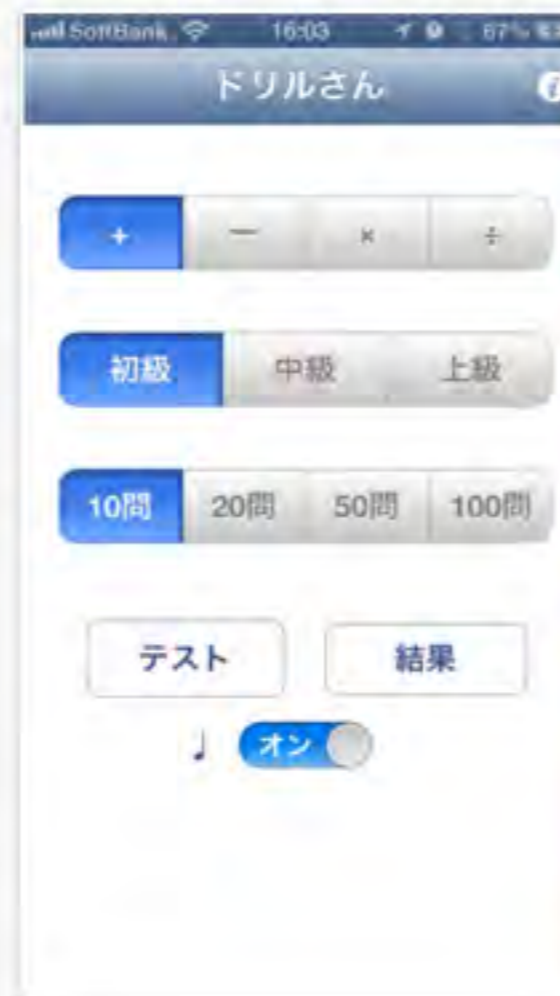 SoftBank 16:03 67%
ドリルさん i
+ − × ÷
初級 中級 上級
10問 20問 50問 100問
テスト 結果
♩ オン